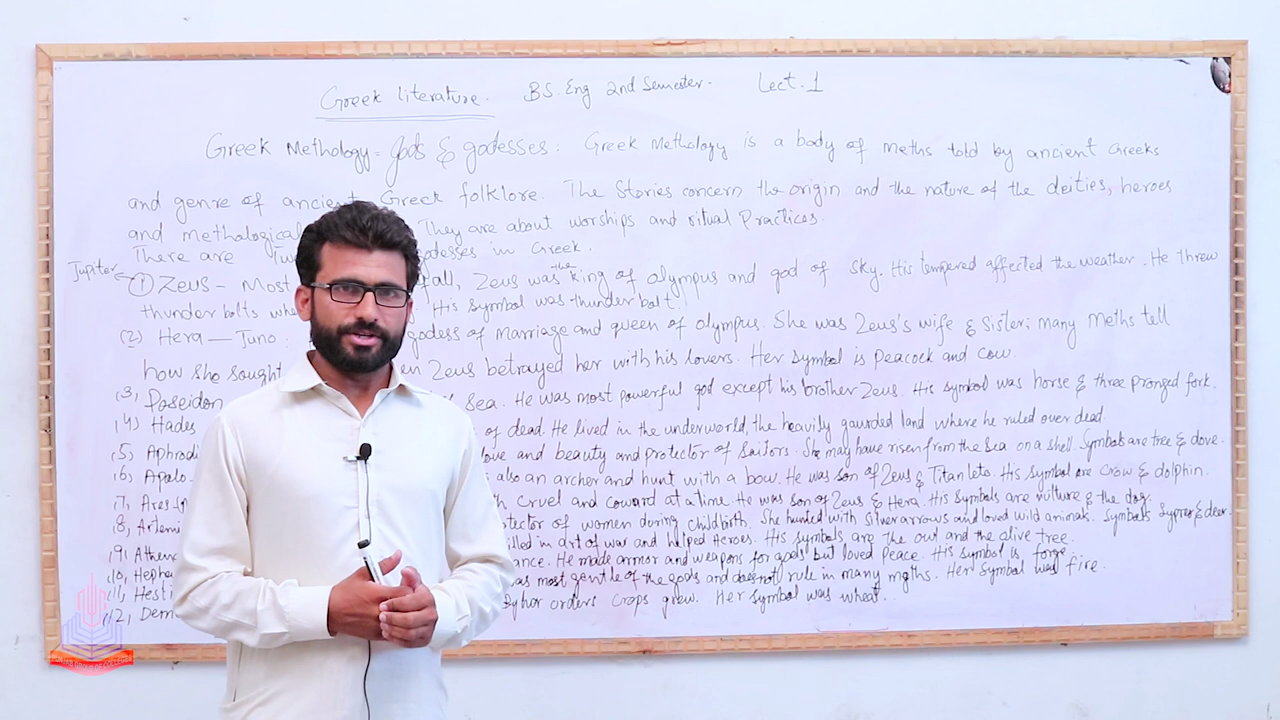 Greek Literature. BS. Eng 2nd Semester. Lect. 1
Greek Methology = gods & godesses: Greek Methology is a body of meths told by ancient Greeks
and genre of ancient Greek folklore. The Stories concern the origin and the nature of the deities, heroes
and methological They are about worships and ritual Practices.
There are godesses in Greek.
Jupiter
① Zeus - Most of all, Zeus was the king of olympus and god of sky. His tempered affected the weather. He threw
thunder bolts His symbol was thunder bolt.
(2) Hera — Juno: godess of marriage and queen of olympus. She was Zeus's wife & Sister; many Meths tell
how she sought Zeus betrayed her with his lovers. Her symbol is Peacock and cow.
(3) Poseidon Sea. He was most powerful god except his brother Zeus. His symbol was horse & three pronged fork.
(4) Hades of dead. He lived in the underworld, the heavily gaurded land where he ruled over dead.
(5) love and beauty and protector of sailors. She may have risen from the sea on a shell. Symbols are tree & dove.
(6) Apolo also an archer and hunt with a bow. He was son of Zeus & Titan leto. His symbol are crow & dolphin.
(7) Ares cruel and coward at a time. He was son of Zeus & Hera. His Symbols are vulture & the dog.
(8) of women during childbirth. She hunted with silver arrows and loved wild animals. Symbols & deer.
(9) in art of war and helped His symbols are the owl and the olive tree.
(10) He made armor and weapons for gods but loved peace. His symbol is forge.
(11) most gentle of the gods and does not rule in many myths. Her Symbol was fire.
(12) By her orders crops grew. Her symbol was wheat.